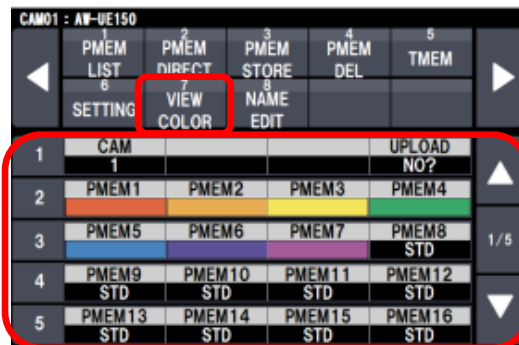 CAM01 : AW-UE150
1 2 3 4 5
PMEM PMEM PMEM PMEM TMEM
LIST DIRECT STORE DEL
6 7 8
SETTING VIEW NAME
COLOR EDIT
1 CAM UPLOAD
1 NO?
2 PMEM1 PMEM2 PMEM3 PMEM4
3 PMEM5 PMEM6 PMEM7 PMEM8
STD
1/5
4 PMEM9 PMEM10 PMEM11 PMEM12
STD STD STD STD
5 PMEM13 PMEM14 PMEM15 PMEM16
STD STD STD STD